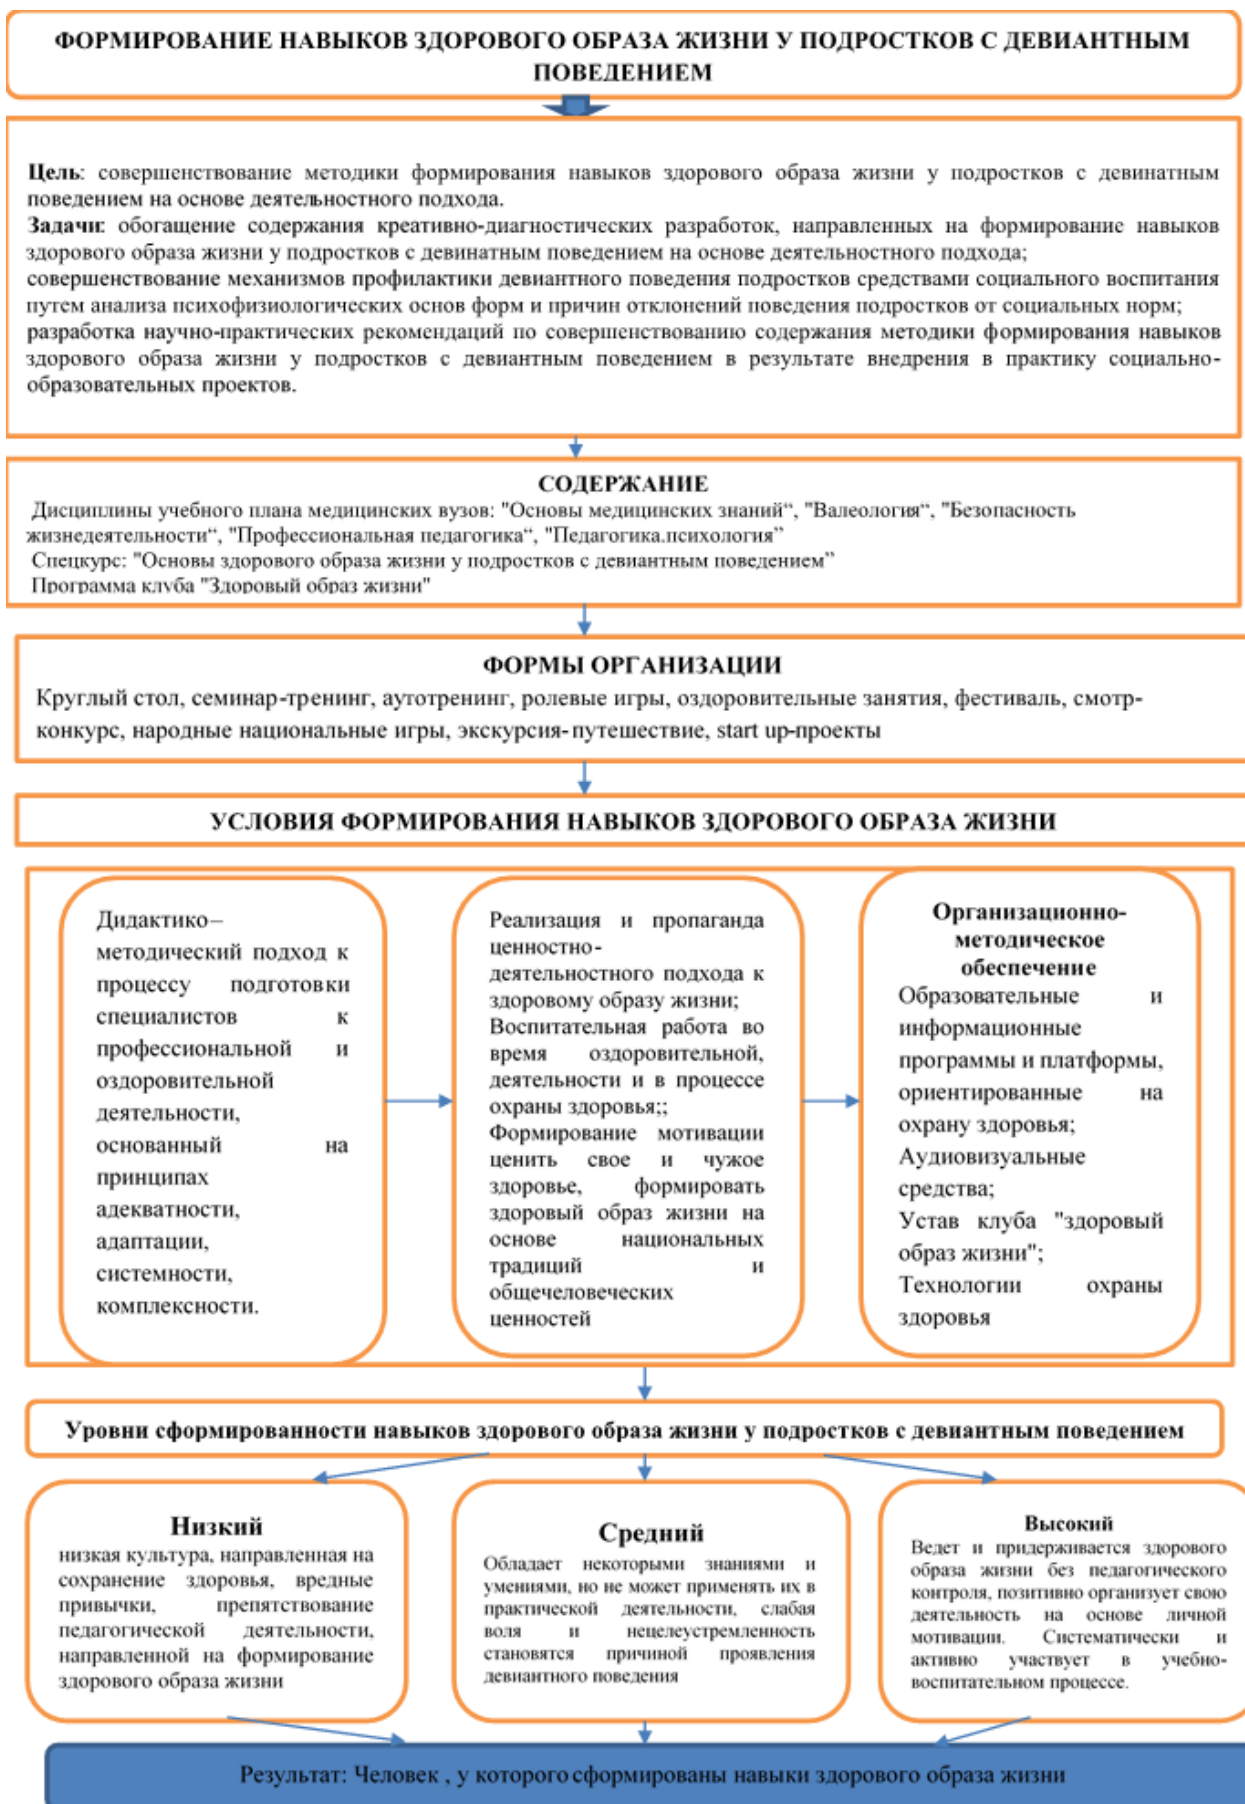 ФОРМИРОВАНИЕ НАВЫКОВ ЗДОРОВОГО ОБРАЗА ЖИЗНИ У ПОДРОСТКОВ С ДЕВИАНТНЫМ
ПОВЕДЕНИЕМ
Цель: совершенствование методики формирования навыков здорового образа жизни у подростков с девинатным
поведением на основе деятельностного подхода.
Задачи: обогащение содержания креативно-диагностических разработок, направленных на формирование навыков
здорового образа жизни у подростков с девинатным поведением на основе деятельностного подхода;
совершенствование механизмов профилактики девиантного поведения подростков средствами социального воспитания
путем анализа психофизиологических основ форм и причин отклонений поведения подростков от социальных норм;
разработка научно-практических рекомендаций по совершенствованию содержания методики формирования навыков
здорового образа жизни у подростков с девиантным поведением в результате внедрения в практику социально-
образовательных проектов.
СОДЕРЖАНИЕ
Дисциплины учебного плана медицинских вузов: "Основы медицинских знаний“, "Валеология“, "Безопасность
жизнедеятельности“, "Профессиональная педагогика“, "Педагогика.психология”
Спецкурс: "Основы здорового образа жизни у подростков с девиантным поведением”
Программа клуба "Здоровый образ жизни"
ФОРМЫ ОРГАНИЗАЦИИ
Круглый стол, семинар-тренинг, аутотренинг, ролевые игры, оздоровительные занятия, фестиваль, смотр-
конкурс, народные национальные игры, экскурсия-путешествие, start up-проекты
УСЛОВИЯ ФОРМИРОВАНИЯ НАВЫКОВ ЗДОРОВОГО ОБРАЗА ЖИЗНИ
Дидактико–
методический подход к
процессу подготовки
специалистов к
профессиональной и
оздоровительной
деятельности,
основанный на
принципах
адекватности,
адаптации,
системности,
комплексности.
Реализация и пропаганда
ценностно-
деятельностного подхода к
здоровому образу жизни;
Воспитательная работа во
время оздоровительной,
деятельности и в процессе
охраны здоровья;;
Формирование мотивации
ценить свое и чужое
здоровье, формировать
здоровый образ жизни на
основе национальных
традиций и
общечеловеческих
ценностей
Организационно-
методическое
обеспечение
Образовательные и
информационные
программы и платформы,
ориентированные на
охрану здоровья;
Аудиовизуальные
средства;
Устав клуба "здоровый
образ жизни";
Технологии охраны
здоровья
Уровни сформированности навыков здорового образа жизни у подростков с девиантным поведением
Низкий
низкая культура, направленная на
сохранение здоровья, вредные
привычки, препятствование
педагогической деятельности,
направленной на формирование
здорового образа жизни
Средний
Обладает некоторыми знаниями и
умениями, но не может применять их в
практической деятельности, слабая
воля и нецелеустремленность
становятся причиной проявления
девиантного поведения
Высокий
Ведет и придерживается здорового
образа жизни без педагогического
контроля, позитивно организует свою
деятельность на основе личной
мотивации. Систематически и
активно участвует в учебно-
воспитательном процессе.
Результат: Человек , у которого сформированы навыки здорового образа жизни